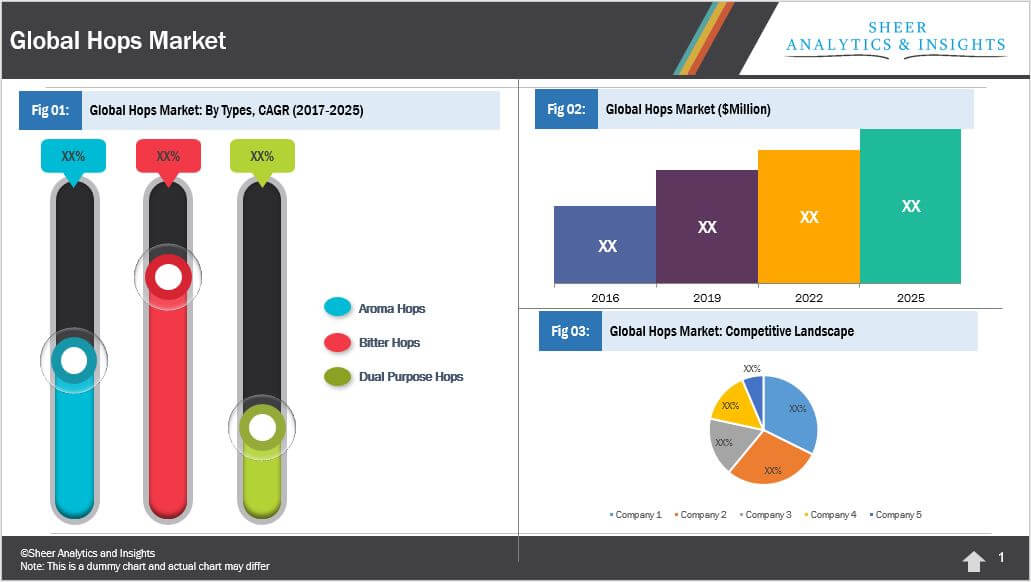 Global Hops Market
SHEER
ANALYTICS & INSIGHTS
Fig 01:
Global Hops Market: By Types, CAGR (2017-2025)
XX%
XX%
XX%
Aroma Hops
Bitter Hops
Dual Purpose Hops
Fig 02:
Global Hops Market ($Million)
XX
XX
XX
XX
2016
2019
2022
2025
Fig 03:
Global Hops Market: Competitive Landscape
XX%
XX%
XX%
XX%
XX%
Company 1
Company 2
Company 3
Company 4
Company 5
©Sheer Analytics and Insights
Note: This is a dummy chart and actual chart may differ
1